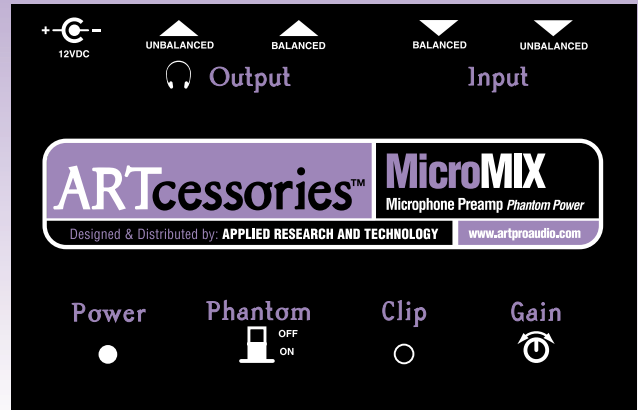 + -
12VDC
UNBALANCED BALANCED BALANCED UNBALANCED
Output Input
ARTcessories™
MicroMIX
Microphone Preamp Phantom Power
Designed & Distributed by: APPLIED RESEARCH AND TECHNOLOGY www.artproaudio.com
Power Phantom Clip Gain
OFF
ON